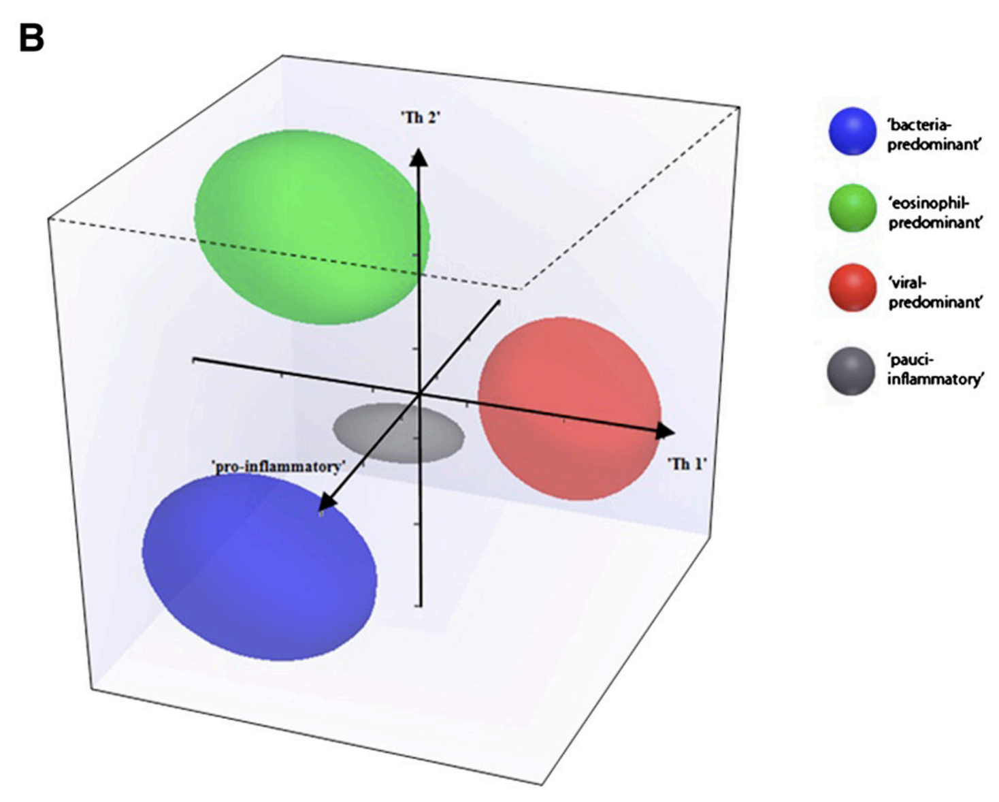 B
'Th 2'
'bacteria-
predominant'
'eosinophil-
predominant'
'viral-
predominant'
'pauci-
inflammatory'
'pro-inflammatory'
'Th 1'